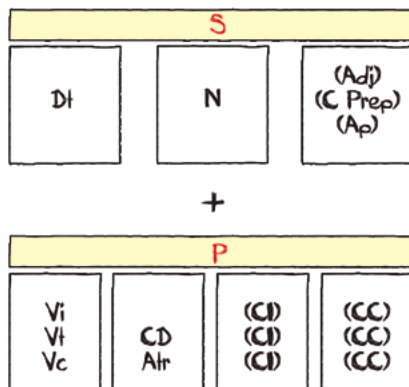 S
Dt
N
(Adj)
(C Prep)
(Ap)
+
P
Vi
Vt
Vc
CD
Atr
(CI)
(CI)
(CI)
(CC)
(CC)
(CC)